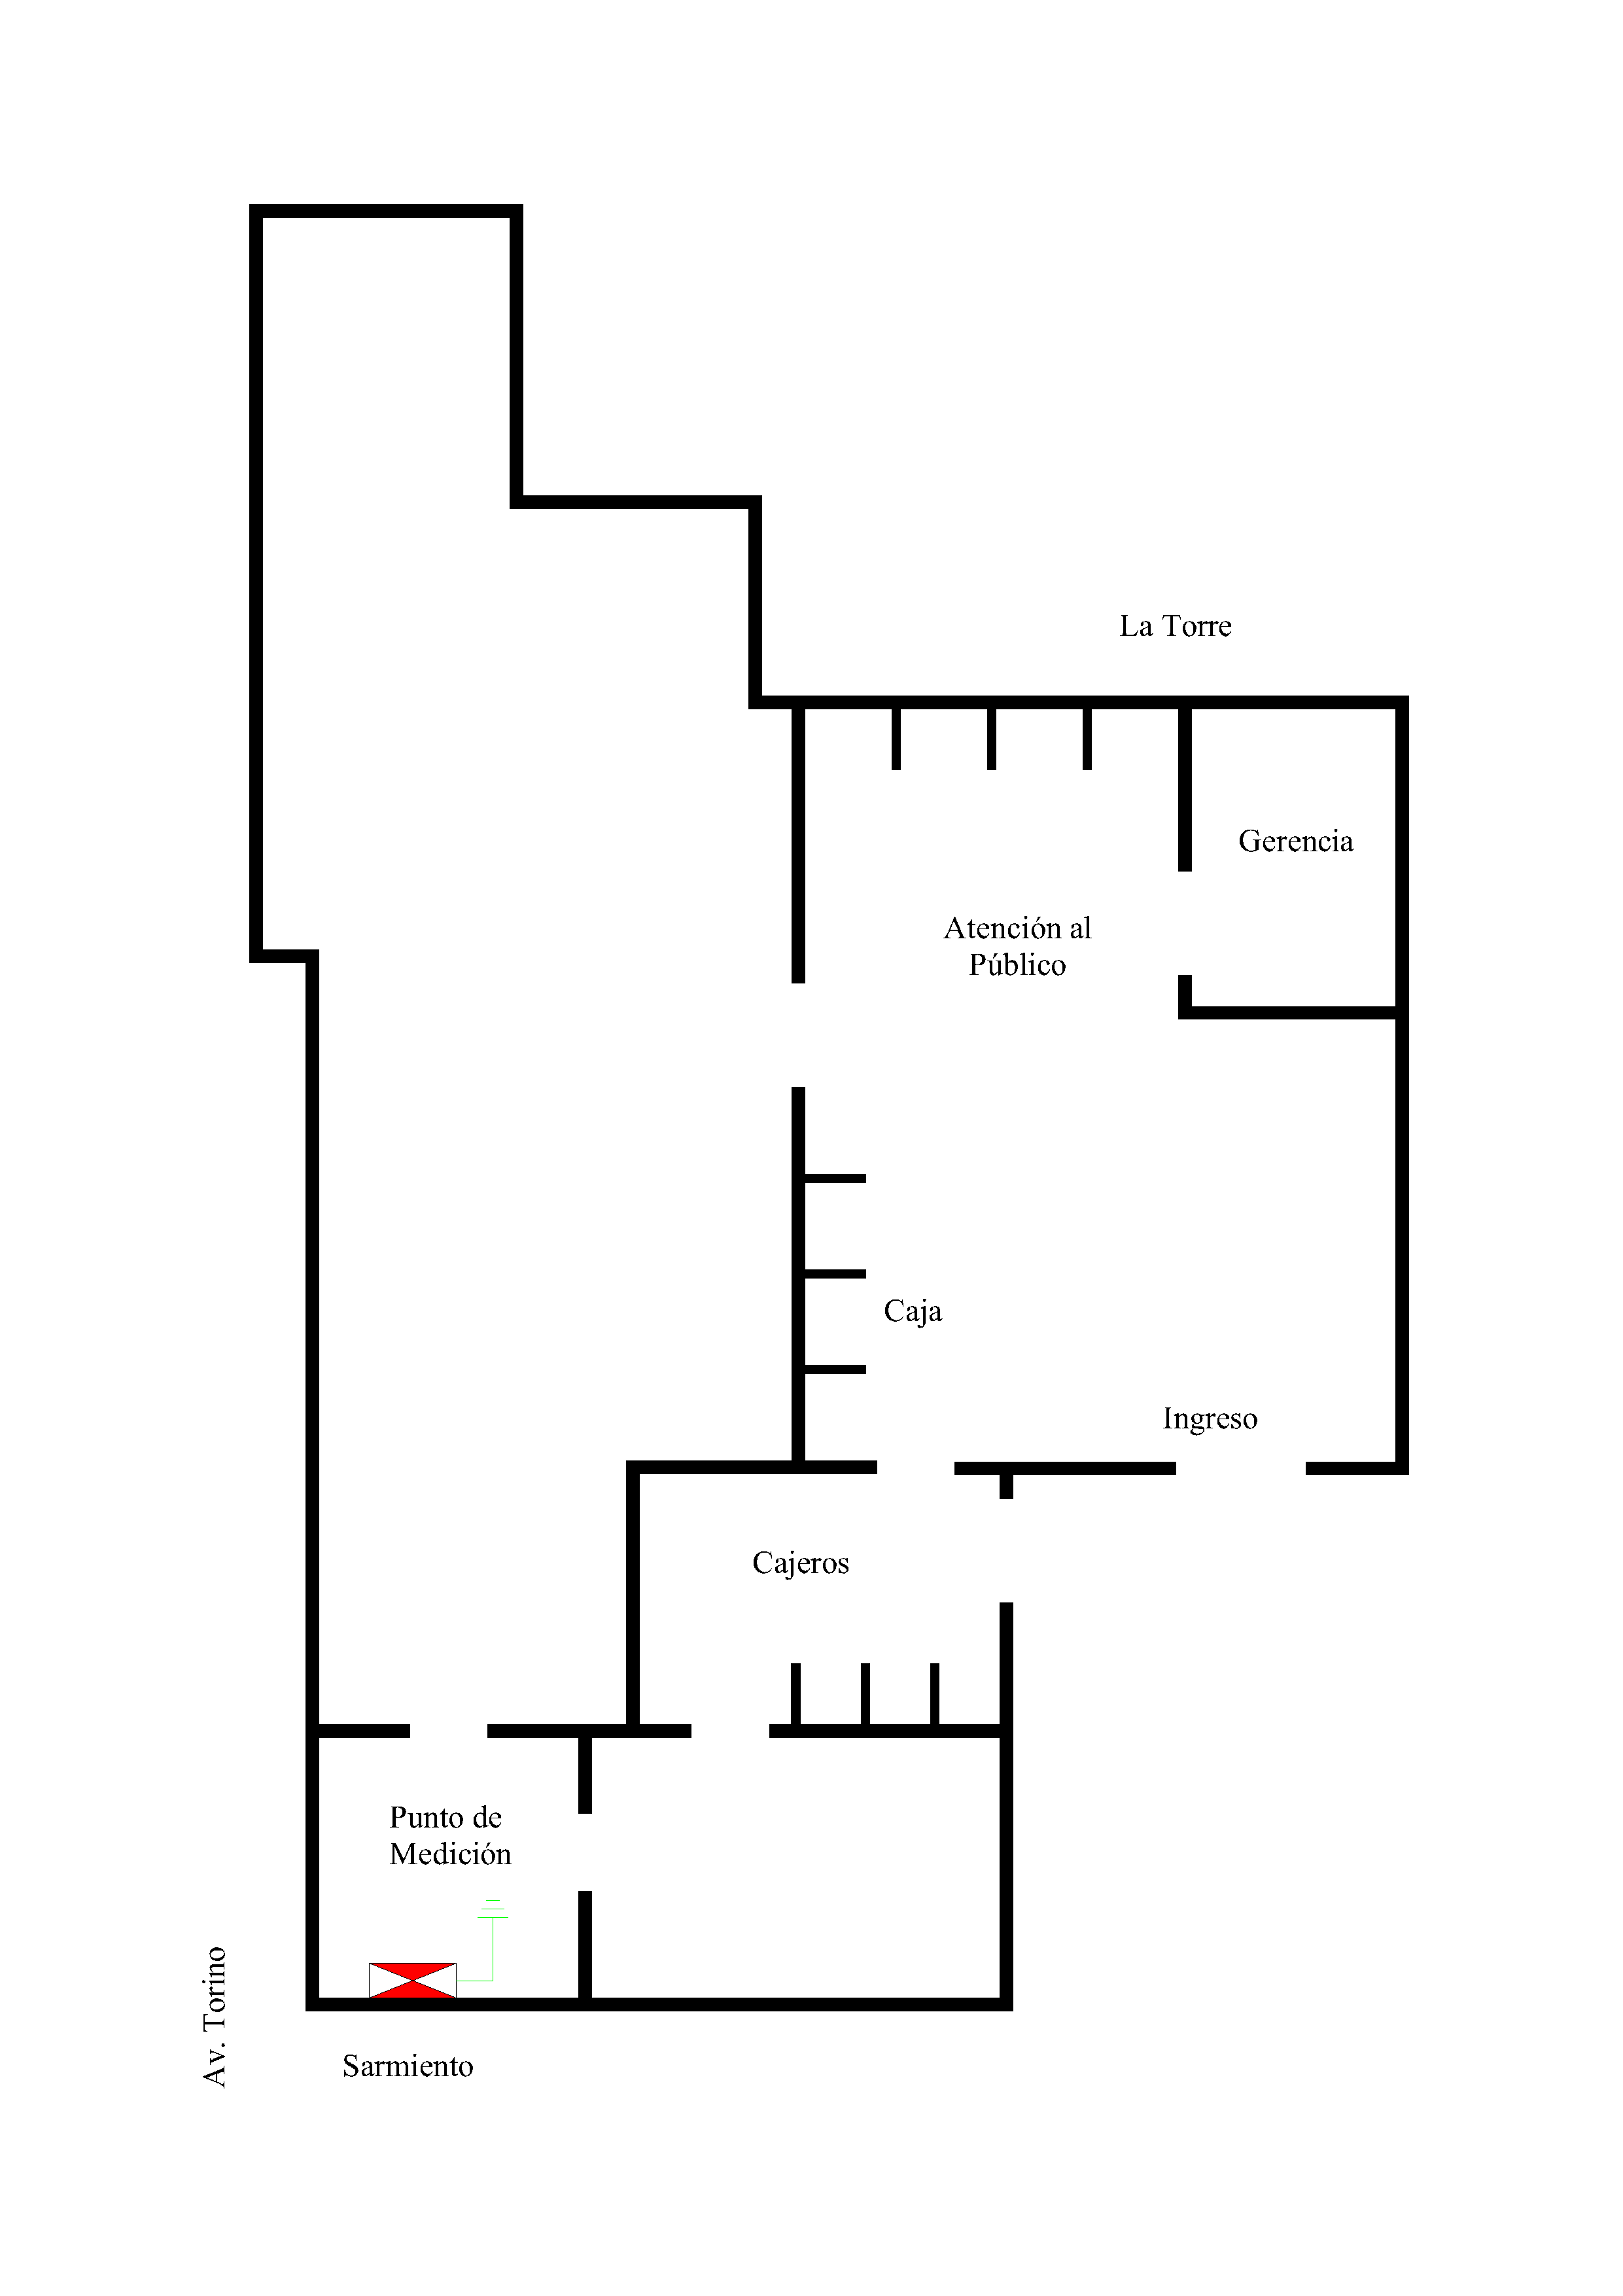 La Torre
Gerencia
Atención al
Público
Caja
Ingreso
Cajeros
Punto de
Medición
Av. Torino
Sarmiento